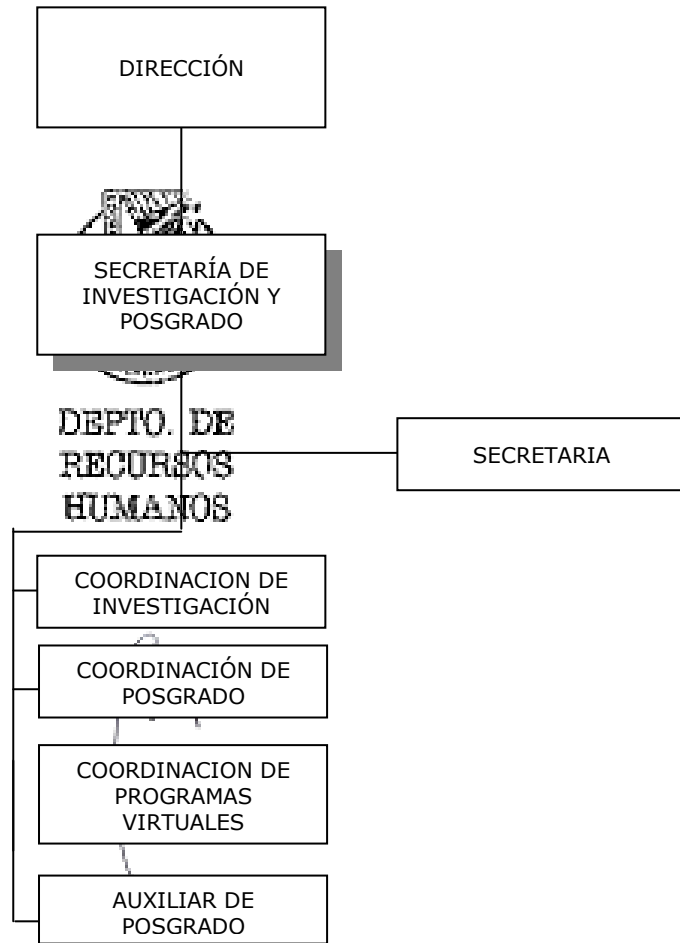 DIRECCIÓN
SECRETARÍA DE
INVESTIGACIÓN Y
POSGRADO
DEPTO. DE
RECURSOS
HUMANOS
SECRETARIA
COORDINACION DE
INVESTIGACIÓN
COORDINACIÓN DE
POSGRADO
COORDINACION DE
PROGRAMAS
VIRTUALES
AUXILIAR DE
POSGRADO